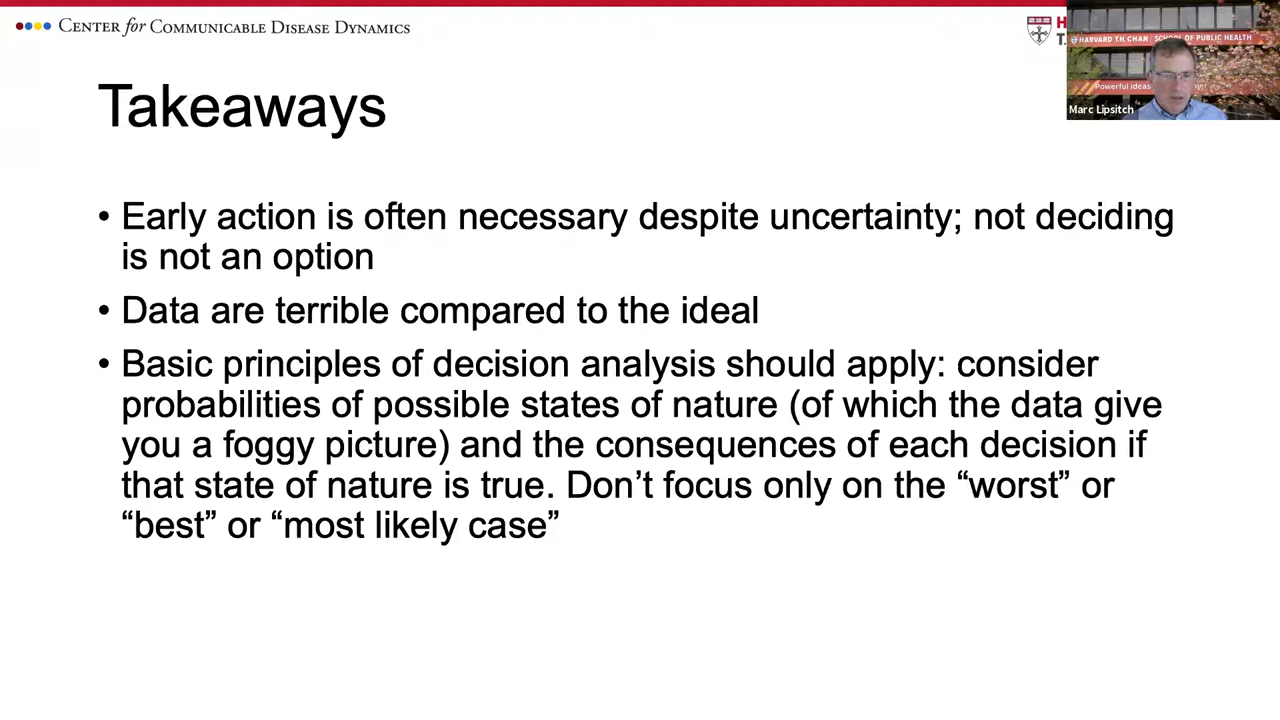 CENTER for COMMUNICABLE DISEASE DYNAMICS
HARVARD T.H. CHAN SCHOOL OF PUBLIC HEALTH
Powerful ideas
Marc Lipsitch
Takeaways
• Early action is often necessary despite uncertainty; not deciding
is not an option
• Data are terrible compared to the ideal
• Basic principles of decision analysis should apply: consider
probabilities of possible states of nature (of which the data give
you a foggy picture) and the consequences of each decision if
that state of nature is true. Don’t focus only on the “worst” or
“best” or “most likely case”